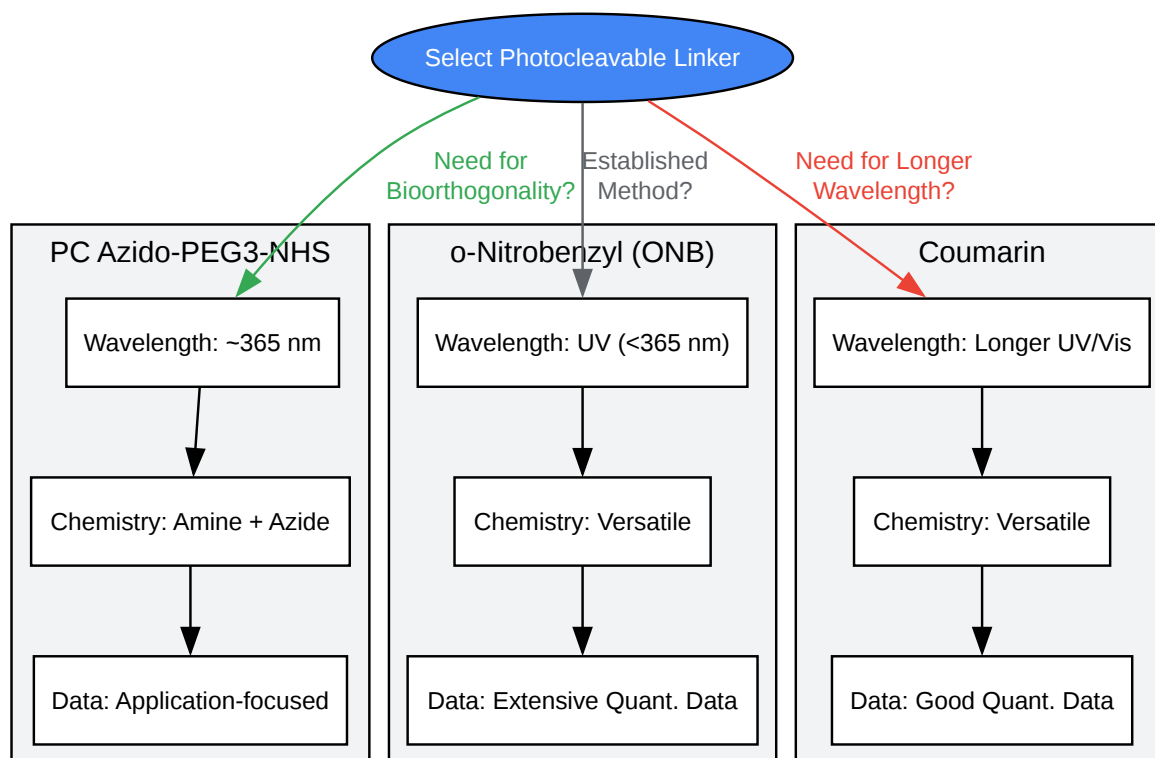 Select Photocleavable Linker
Need for
Bioorthogonality?
Established
Method?
Need for Longer
Wavelength?
PC Azido-PEG3-NHS
Wavelength: ~365 nm
Chemistry: Amine + Azide
Data: Application-focused
o-Nitrobenzyl (ONB)
Wavelength: UV (<365 nm)
Chemistry: Versatile
Data: Extensive Quant. Data
Coumarin
Wavelength: Longer UV/Vis
Chemistry: Versatile
Data: Good Quant. Data